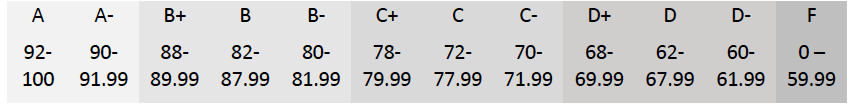 A A- B+ B B- C+ C C- D+ D D- F
92- 90- 88- 82- 80- 78- 72- 70- 68- 62- 60- 0 –
100 91.99 89.99 87.99 81.99 79.99 77.99 71.99 69.99 67.99 61.99 59.99